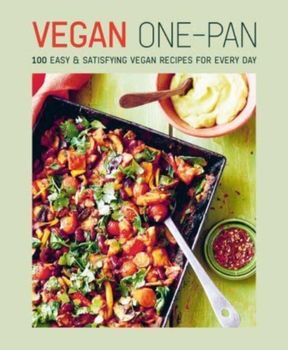 VEGAN ONE-PAN
100 EASY & SATISFYING VEGAN RECIPES FOR EVERY DAY